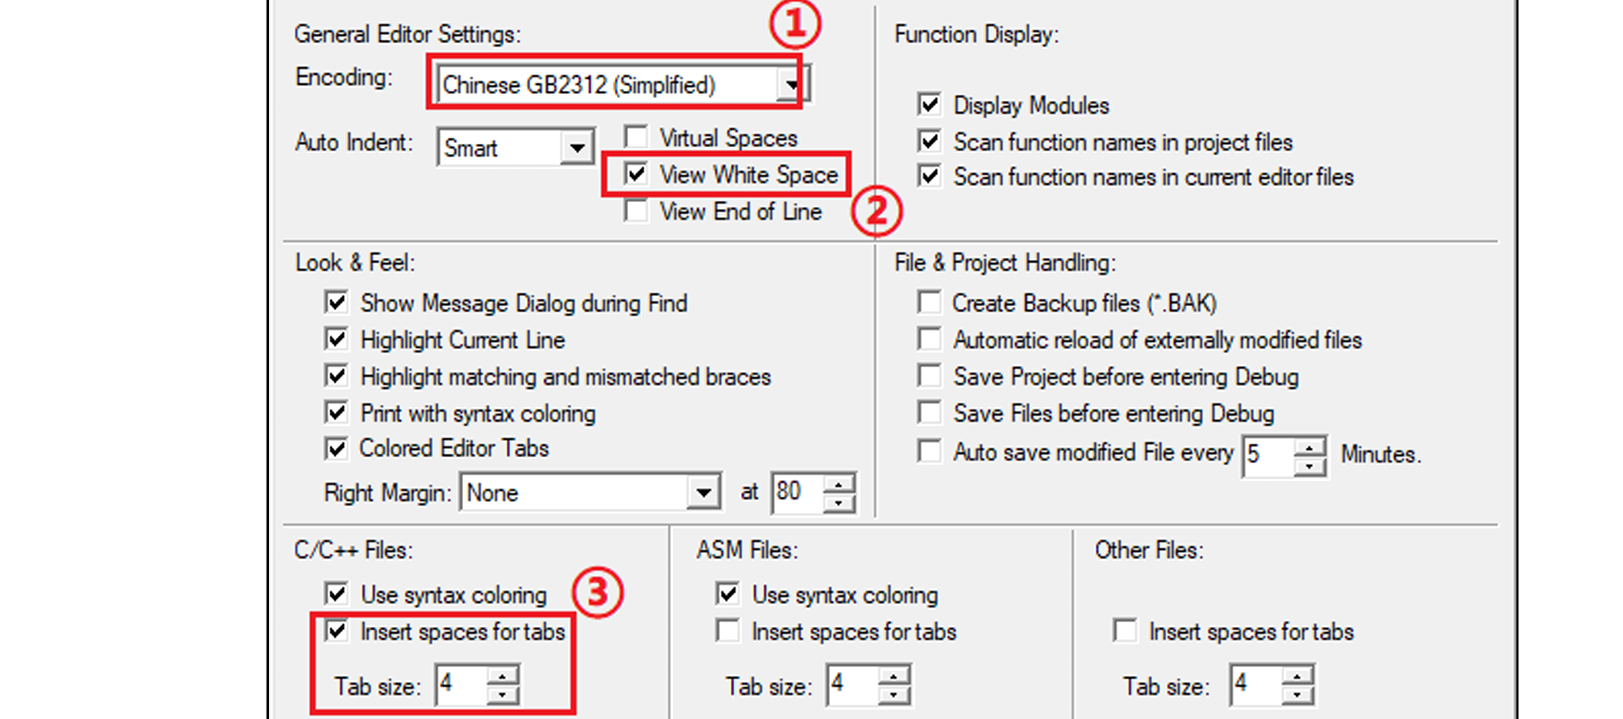 General Editor Settings:
①
Encoding:
Chinese GB2312 (Simplified)
Auto Indent:
Smart
Virtual Spaces
View White Space
View End of Line
②
Function Display:
Display Modules
Scan function names in project files
Scan function names in current editor files
Look & Feel:
Show Message Dialog during Find
Highlight Current Line
Highlight matching and mismatched braces
Print with syntax coloring
Colored Editor Tabs
Right Margin: None at 80
File & Project Handling:
Create Backup files (*.BAK)
Automatic reload of externally modified files
Save Project before entering Debug
Save Files before entering Debug
Auto save modified File every 5 Minutes.
C/C++ Files:
Use syntax coloring
③
Insert spaces for tabs
Tab size: 4
ASM Files:
Use syntax coloring
Insert spaces for tabs
Tab size: 4
Other Files:
Insert spaces for tabs
Tab size: 4